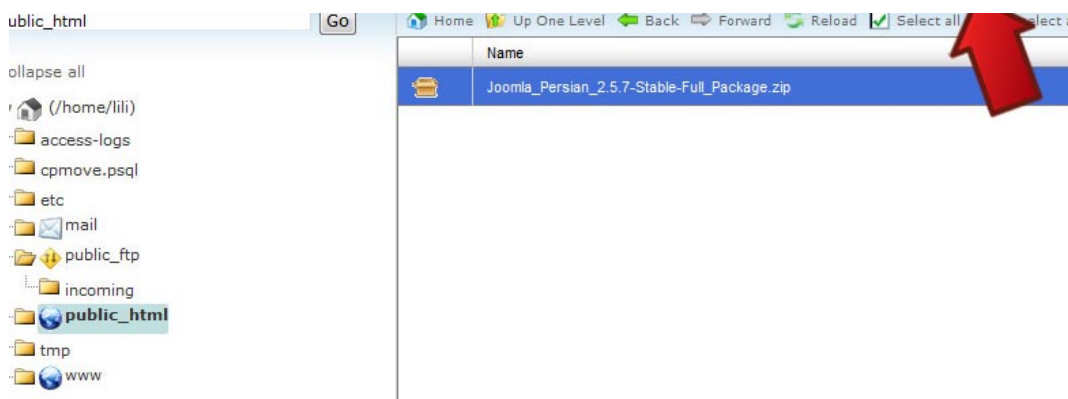 ublic_html Go Home Up One Level Back Forward Reload Select all
Name
ollapse all
Joomla_Persian_2.5.7-Stable-Full_Package.zip
(/home/lili)
access-logs
cpmove.psql
etc
mail
public_ftp
incoming
public_html
tmp
www